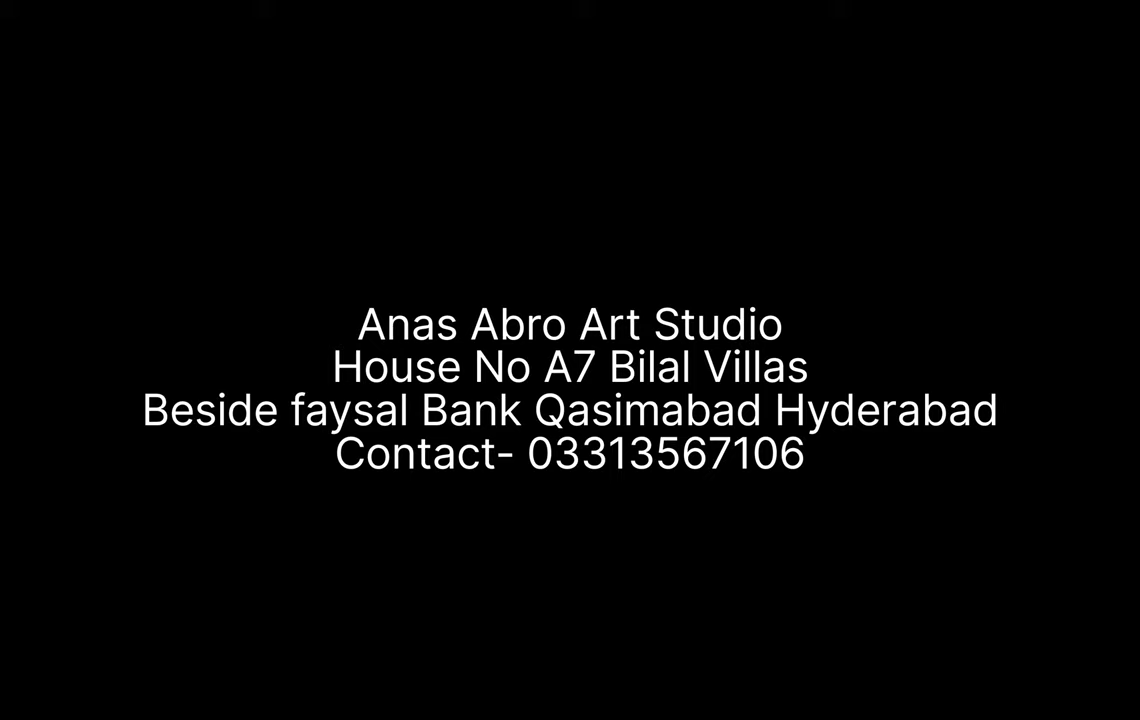 Anas Abro Art Studio
House No A7 Bilal Villas
Beside faysal Bank Qasimabad Hyderabad
Contact- 03313567106